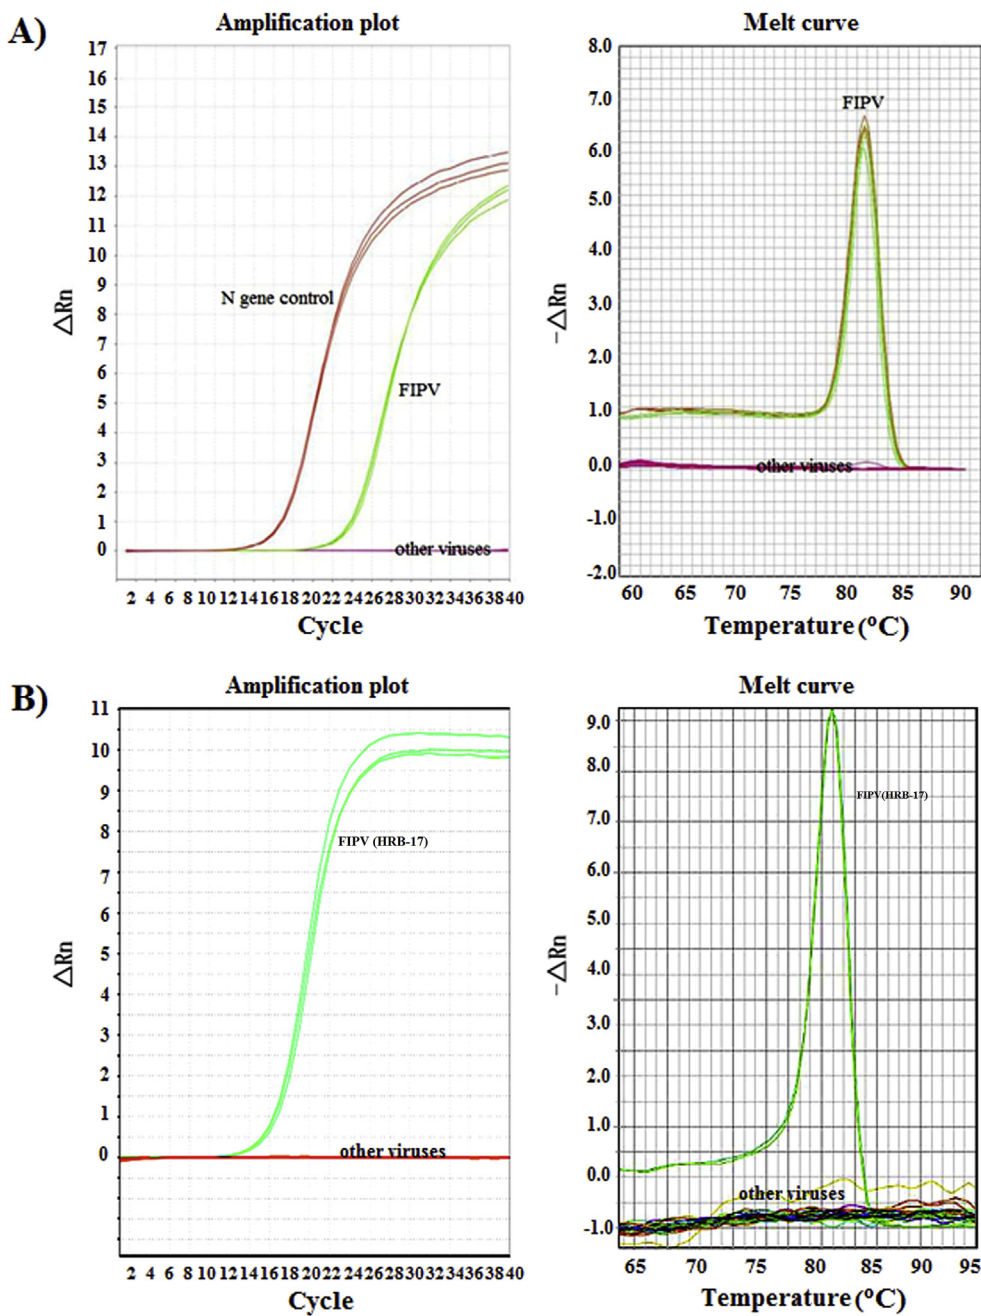 A)
Amplification plot
17
16
15
14
13
12
11
10
9
8
7
6
5
4
3
2
1
0
△Rn
N gene control
FIPV
other viruses
2 4 6 8 10 12 14 16 18 20 22 24 26 28 30 32 34 36 38 40
Cycle
Melt curve
8.0
7.0
6.0
5.0
4.0
3.0
2.0
1.0
0.0
-1.0
-2.0
–△Rn
FIPV
other viruses
60 65 70 75 80 85 90
Temperature (°C)
B)
Amplification plot
11
10
9
8
7
6
5
4
3
2
1
0
△Rn
FIPV (HRB-17)
other viruses
2 4 6 8 10 12 14 16 18 20 22 24 26 28 30 32 34 36 38 40
Cycle
Melt curve
9.0
8.0
7.0
6.0
5.0
4.0
3.0
2.0
1.0
0.0
-1.0
–△Rn
FIPV(HRB-17)
other viruses
65 70 75 80 85 90 95
Temperature (°C)